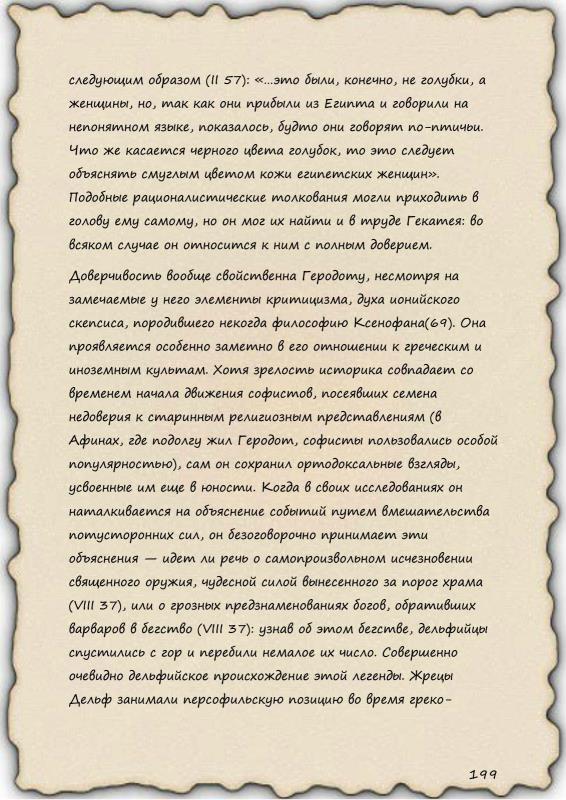 следующим образом (II 57): «...это были, конечно, не голубки, а
женщины, но, так как они прибыли из Египта и говорили на
непонятном языке, показалось, будто они говорят по-птичьи.
Что же касается черного цвета голубок, то это следует
объяснять смуглым цветом кожи египетских женщин».
Подобные рационалистические толкования могли приходить в
голову ему самому, но он мог их найти и в труде Гекатея: во
всяком случае он относится к ним с полным доверием.
Доверчивость вообще свойственна Геродоту, несмотря на
замечаемые у него элементы критицизма, духа ионийского
скепсиса, породившего некогда философию Ксенофана(69). Она
проявляется особенно заметно в его отношении к греческим и
иноземным культам. Хотя зрелость историка совпадает со
временем начала движения софистов, посеявших семена
недоверия к старинным религиозным представлениям (в
Афинах, где подолгу жил Геродот, софисты пользовались особой
популярностью), сам он сохранил ортодоксальные взгляды,
усвоенные им еще в юности. Когда в своих исследованиях он
наталкивается на объяснение событий путем вмешательства
потусторонних сил, он безоговорочно принимает эти
объяснения — идет ли речь о самопроизвольном исчезновении
священного оружия, чудесной силой вынесенного за порог храма
(VIII 37), или о грозных предзнаменованиях богов, обративших
варваров в бегство (VIII 37): узнав об этом бегстве, дельфийцы
спустились с гор и перебили немалое их число. Совершенно
очевидно дельфийское происхождение этой легенды. Жрецы
Дельф занимали персофильскую позицию во время греко-
199